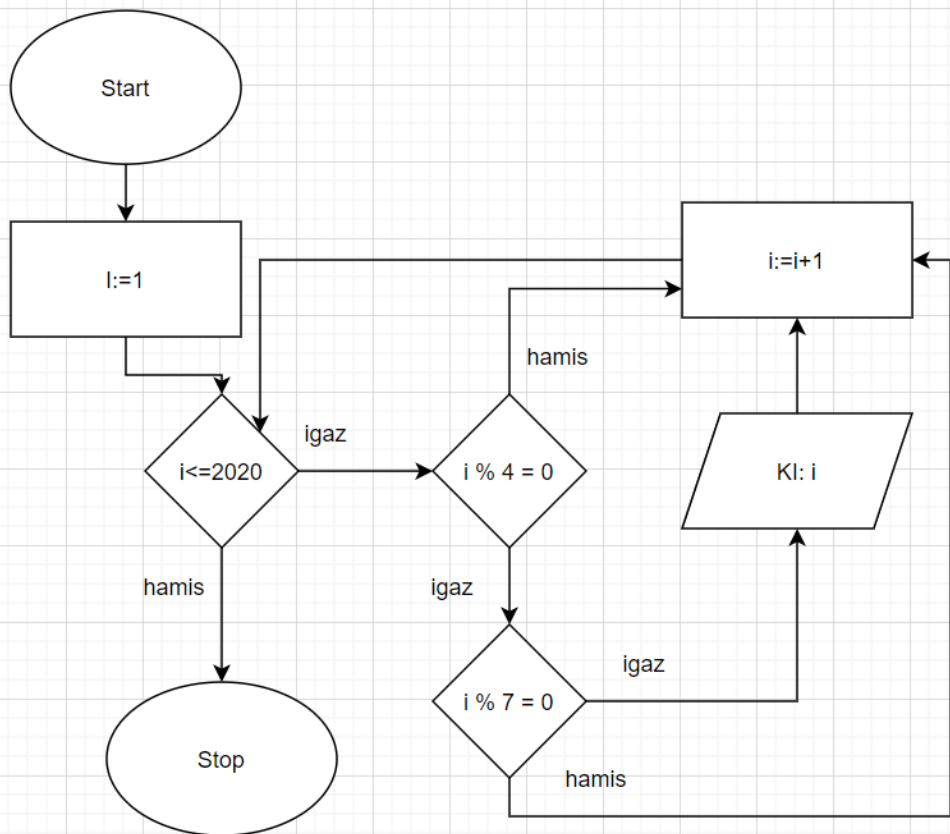 Start
I:=1
i<=2020
igaz
hamis
Stop
i % 4 = 0
hamis
igaz
i % 7 = 0
igaz
hamis
KI: i
i:=i+1